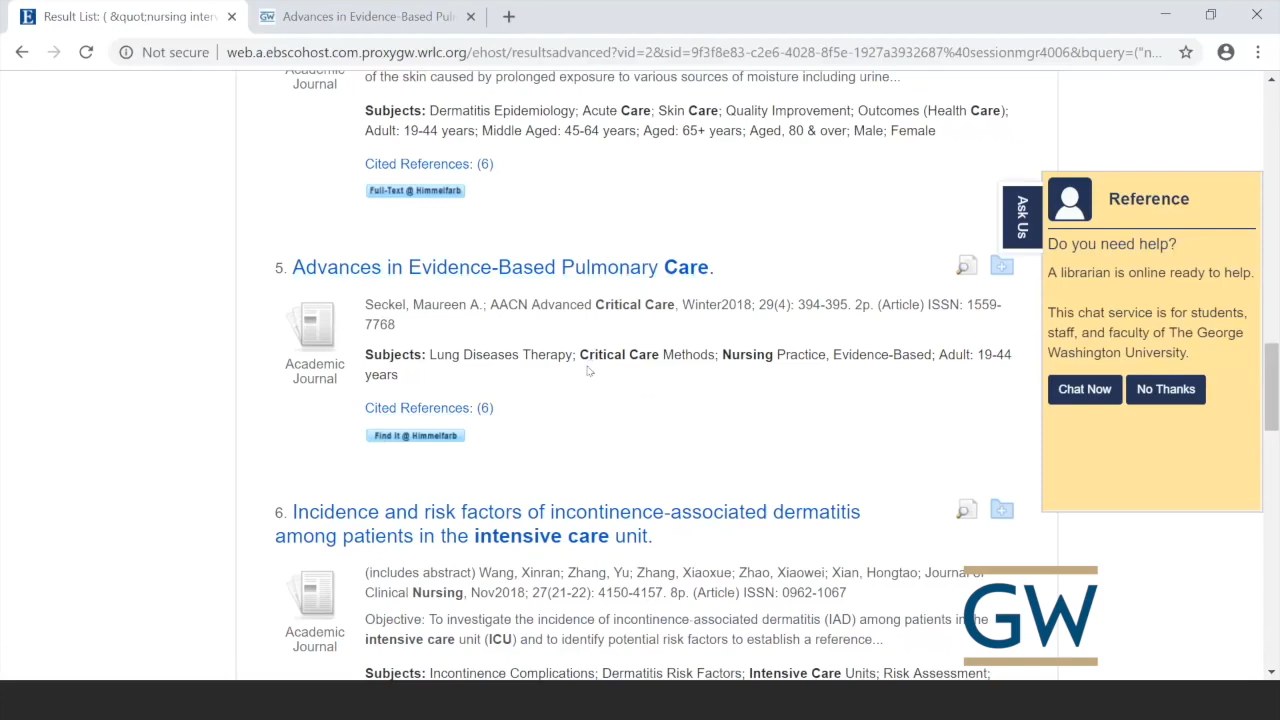 Result List: ( &quot;nursing inter
Advances in Evidence-Based Pul
Not secure
web.a.ebscohost.com.proxygw.wrlc.org/ehost/resultsadvanced?vid=2&sid=9f3f8e83-c2e6-4028-8f5e-1927a3932687%40sessionmgr4006&bquery=("n...
Academic
Journal
of the skin caused by prolonged exposure to various sources of moisture including urine...
Subjects: Dermatitis Epidemiology; Acute Care; Skin Care; Quality Improvement; Outcomes (Health Care);
Adult: 19-44 years; Middle Aged: 45-64 years; Aged: 65+ years; Aged, 80 & over; Male; Female
Cited References: (6)
Full-Text @ Himmelfarb
5. Advances in Evidence-Based Pulmonary Care.
Academic
Journal
Seckel, Maureen A.; AACN Advanced Critical Care, Winter2018; 29(4): 394-395. 2p. (Article) ISSN: 1559-
7768
Subjects: Lung Diseases Therapy; Critical Care Methods; Nursing Practice, Evidence-Based; Adult: 19-44
years
Cited References: (6)
Find It @ Himmelfarb
6. Incidence and risk factors of incontinence-associated dermatitis
among patients in the intensive care unit.
Academic
Journal
(includes abstract) Wang, Xinran; Zhang, Yu; Zhang, Xiaoxue; Zhao, Xiaowei; Xian, Hongtao; Journal of
Clinical Nursing, Nov2018; 27(21-22): 4150-4157. 8p. (Article) ISSN: 0962-1067
Objective: To investigate the incidence of incontinence-associated dermatitis (IAD) among patients in the
intensive care unit (ICU) and to identify potential risk factors to establish a reference...
Subjects: Incontinence Complications; Dermatitis Risk Factors; Intensive Care Units; Risk Assessment;
Ask Us
Reference
Do you need help?
A librarian is online ready to help.
This chat service is for students,
staff, and faculty of The George
Washington University.
Chat Now
No Thanks
GW